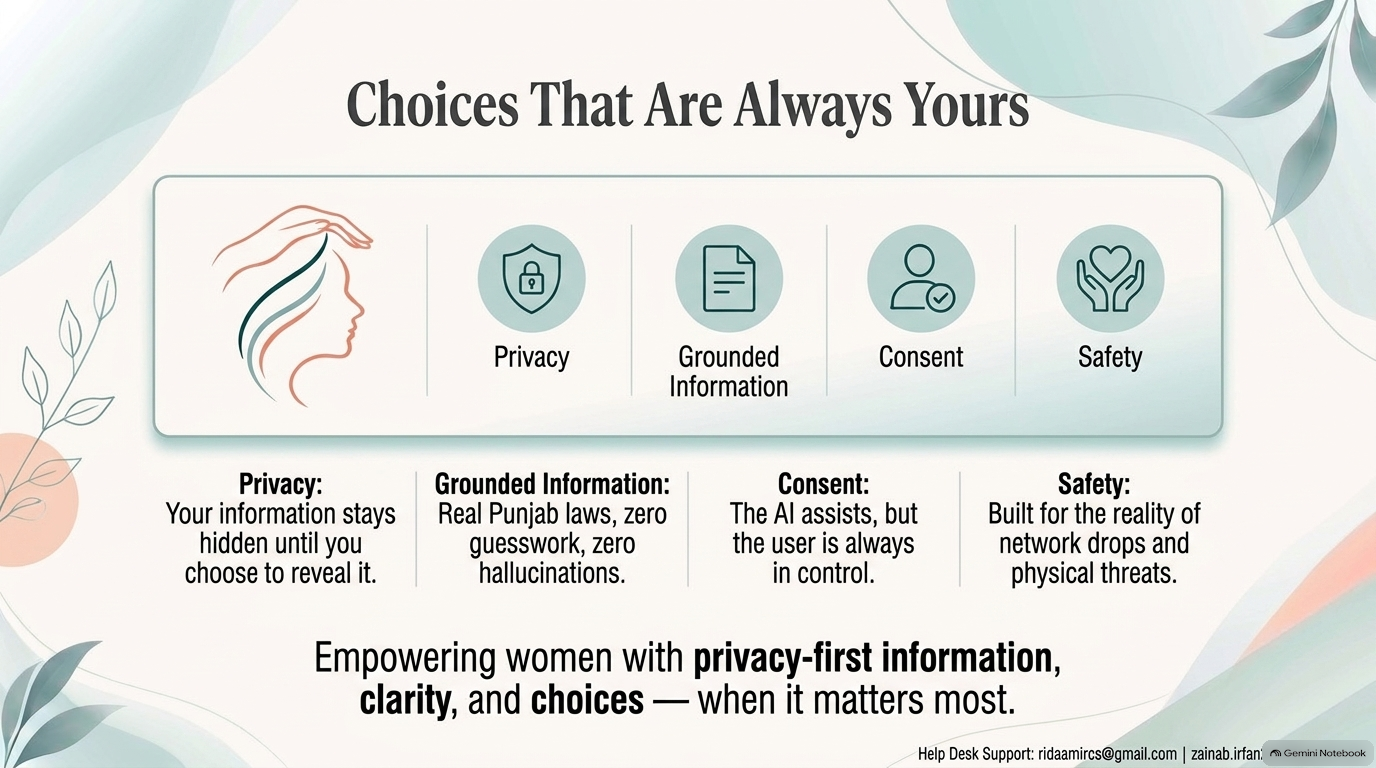 Choices That Are Always Yours
Privacy
Grounded
Information
Consent
Safety
Privacy:
Your information stays
hidden until you
choose to reveal it.
Grounded Information:
Real Punjab laws, zero
guesswork, zero
hallucinations.
Consent:
The AI assists, but
the user is always
in control.
Safety:
Built for the reality of
network drops and
physical threats.
Empowering women with privacy-first information,
clarity, and choices — when it matters most.
Help Desk Support: ridaamircs@gmail.com | zainab.irfan
Gemini Notebook